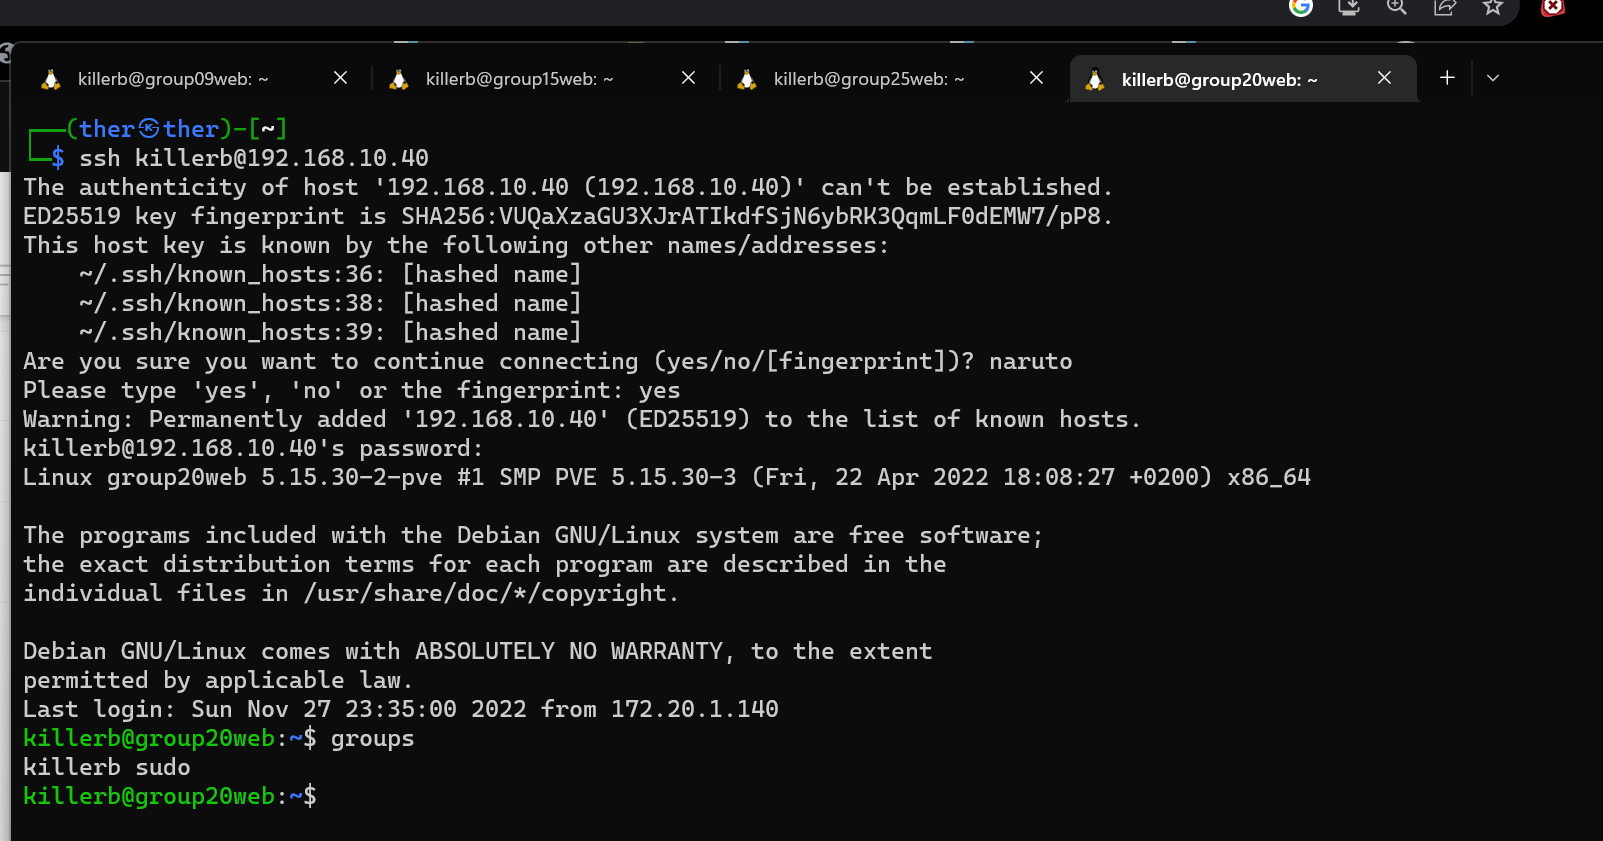 killerb@group09web: ~
killerb@group15web: ~
killerb@group25web: ~
killerb@group20web: ~
(ther㉿ther)-[~]
$ ssh killerb@192.168.10.40
The authenticity of host '192.168.10.40 (192.168.10.40)' can't be established.
ED25519 key fingerprint is SHA256:VUQaXzaGU3XJrATIkdfSjN6ybRK3QqmLF0dEMW7/pP8.
This host key is known by the following other names/addresses:
    ~/.ssh/known_hosts:36: [hashed name]
    ~/.ssh/known_hosts:38: [hashed name]
    ~/.ssh/known_hosts:39: [hashed name]
Are you sure you want to continue connecting (yes/no/[fingerprint])? naruto
Please type 'yes', 'no' or the fingerprint: yes
Warning: Permanently added '192.168.10.40' (ED25519) to the list of known hosts.
killerb@192.168.10.40's password:
Linux group20web 5.15.30-2-pve #1 SMP PVE 5.15.30-3 (Fri, 22 Apr 2022 18:08:27 +0200) x86_64
The programs included with the Debian GNU/Linux system are free software;
the exact distribution terms for each program are described in the
individual files in /usr/share/doc/*/copyright.
Debian GNU/Linux comes with ABSOLUTELY NO WARRANTY, to the extent
permitted by applicable law.
Last login: Sun Nov 27 23:35:00 2022 from 172.20.1.140
killerb@group20web:~$ groups
killerb sudo
killerb@group20web:~$